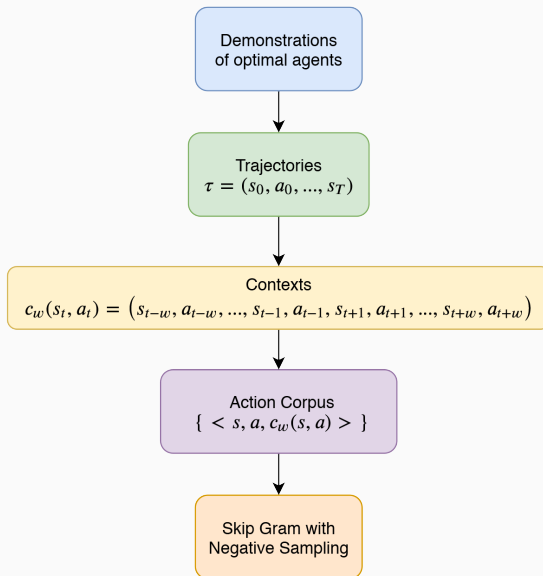 Demonstrations
of optimal agents
Trajectories
τ = (s₀, a₀, ..., s_T)
Contexts
c_w(s_t, a_t) = (s_{t−w}, a_{t−w}, ..., s_{t−1}, a_{t−1}, s_{t+1}, a_{t+1}, ..., s_{t+w}, a_{t+w})
Action Corpus
{ < s, a, c_w(s, a) > }
Skip Gram with
Negative Sampling